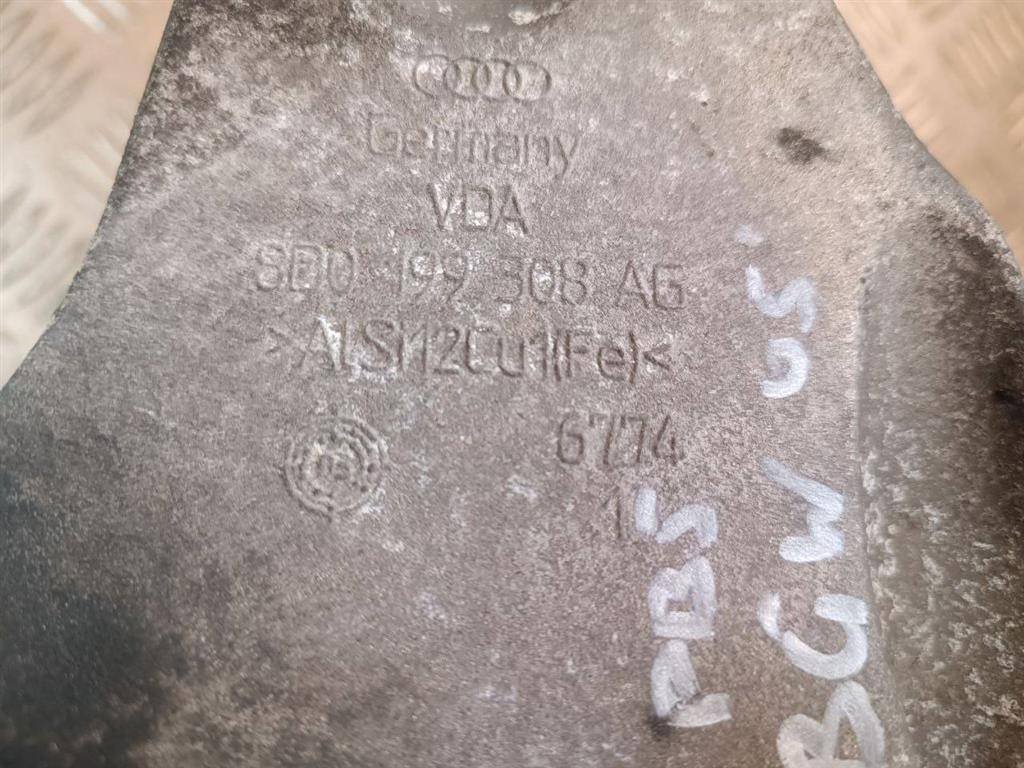 Germany
VDA
8D0 199 308 AG
>AlSi12Cu1(Fe)<
6774
1
PB5
BGW 05